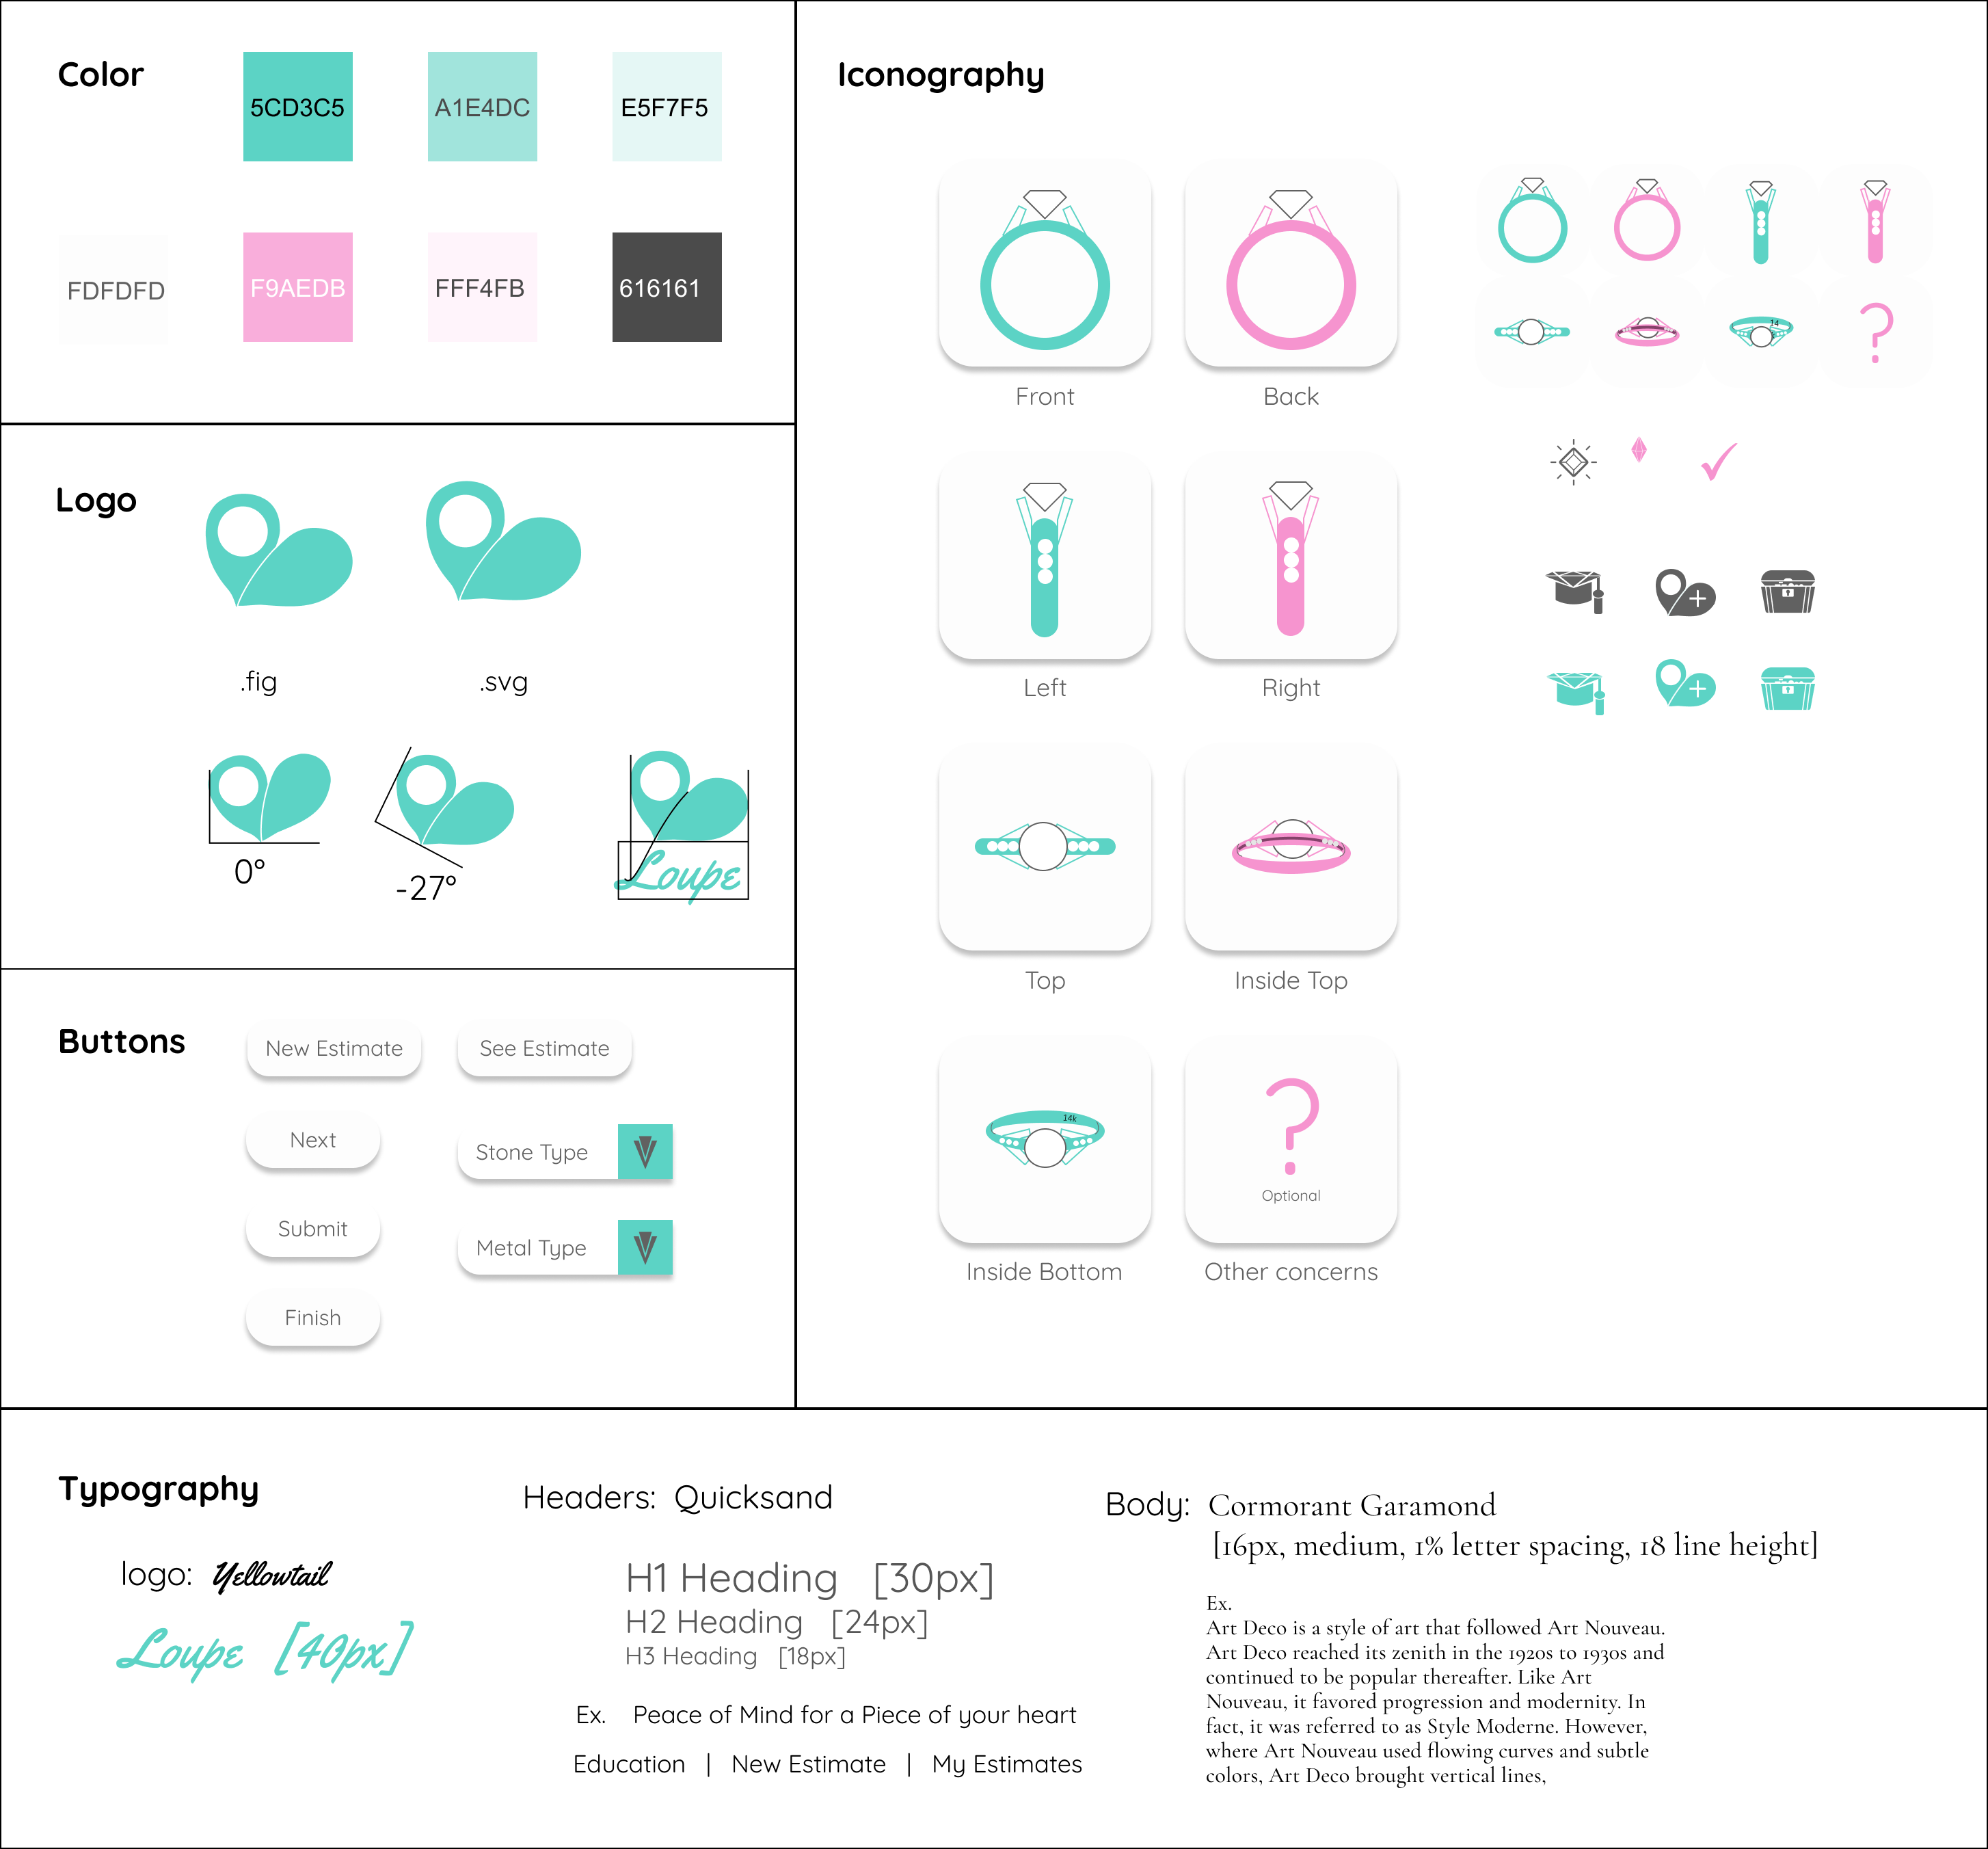 Color
5CD3C5
A1E4DC
E5F7F5
FDFDFD
F9AEDB
FFF4FB
616161
Logo
.fig
.svg
0°
-27°
Loupe
Buttons
New Estimate
See Estimate
Next
Stone Type
Submit
Metal Type
Finish
Iconography
Front
Back
Left
Right
Top
Inside Top
14k
Optional
Inside Bottom
Other concerns
14
Typography
logo: Yellowtail
Loupe [40px]
Headers: Quicksand
H1 Heading [30px]
H2 Heading [24px]
H3 Heading [18px]
Ex. Peace of Mind for a Piece of your heart
Education | New Estimate | My Estimates
Body: Cormorant Garamond
[16px, medium, 1% letter spacing, 18 line height]
Ex.
Art Deco is a style of art that followed Art Nouveau.
Art Deco reached its zenith in the 1920s to 1930s and
continued to be popular thereafter. Like Art
Nouveau, it favored progression and modernity. In
fact, it was referred to as Style Moderne. However,
where Art Nouveau used flowing curves and subtle
colors, Art Deco brought vertical lines,